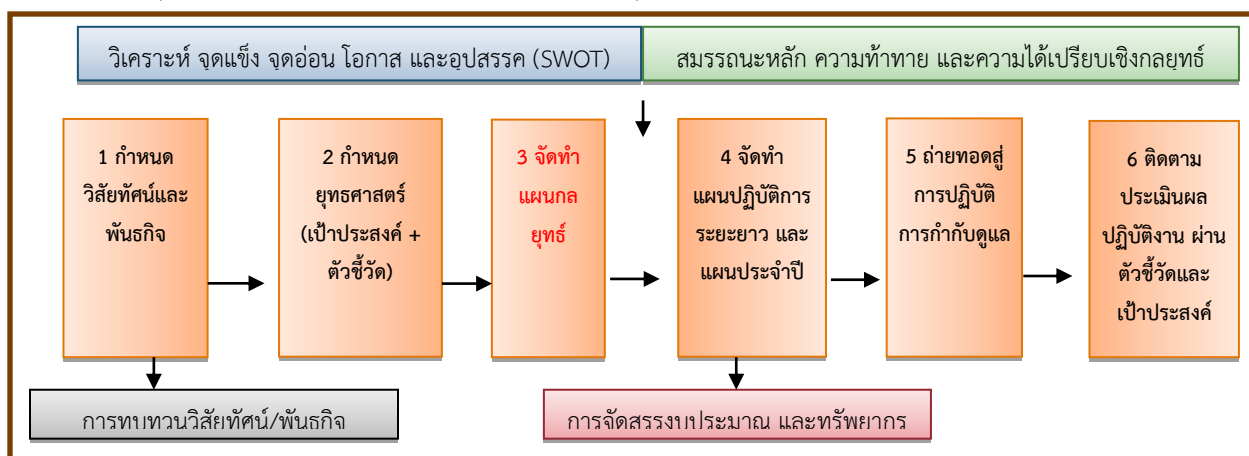 วิเคราะห์ จุดแข็ง จุดอ่อน โอกาส และอุปสรรค (SWOT)
สมรรถนะหลัก ความท้าทาย และความได้เปรียบเชิงกลยุทธ์
1 กำหนด
วิสัยทัศน์และ
พันธกิจ
2 กำหนด
ยุทธศาสตร์
(เป้าประสงค์ +
ตัวชี้วัด)
3 จัดทำ
แผนกล
ยุทธ์
4 จัดทำ
แผนปฏิบัติการ
ระยะยาว และ
แผนประจำปี
5 ถ่ายทอดสู่
การปฏิบัติ
การกำกับดูแล
6 ติดตาม
ประเมินผล
ปฏิบัติงาน ผ่าน
ตัวชี้วัดและ
เป้าประสงค์
การทบทวนวิสัยทัศน์/พันธกิจ
การจัดสรรงบประมาณ และทรัพยากร